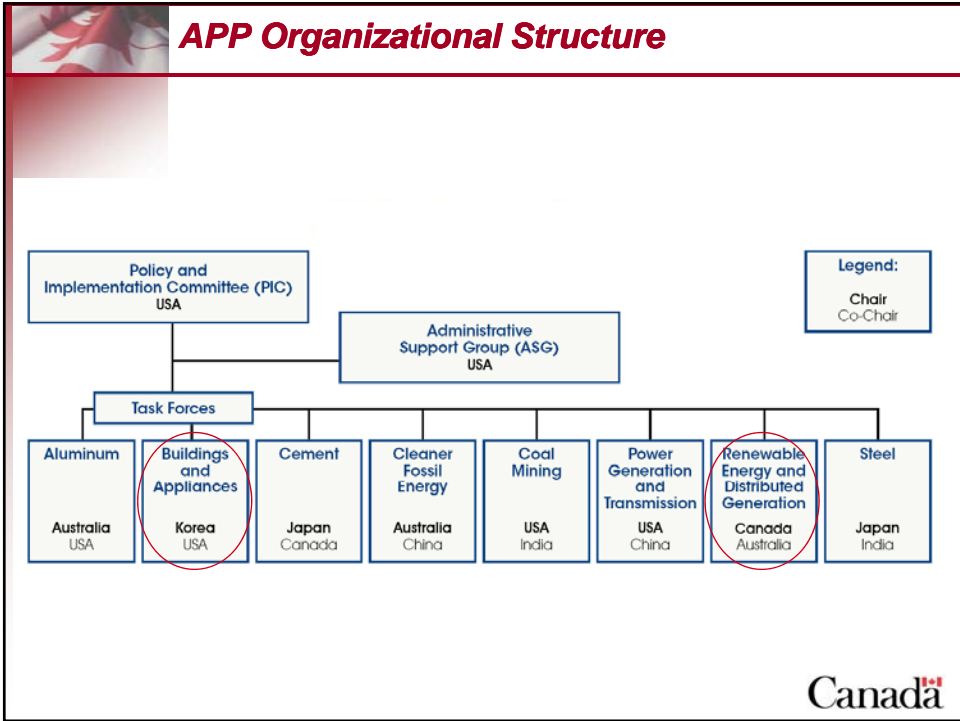 APP Organizational Structure
Policy and
Implementation Committee (PIC)
USA
Legend:
Chair
Co-Chair
Administrative
Support Group (ASG)
USA
Task Forces
Aluminum
Australia
USA
Buildings
and
Appliances
Korea
USA
Cement
Japan
Canada
Cleaner
Fossil
Energy
Australia
China
Coal
Mining
USA
India
Power
Generation
and
Transmission
USA
China
Renewable
Energy and
Distributed
Generation
Canada
Australia
Steel
Japan
India
Canada